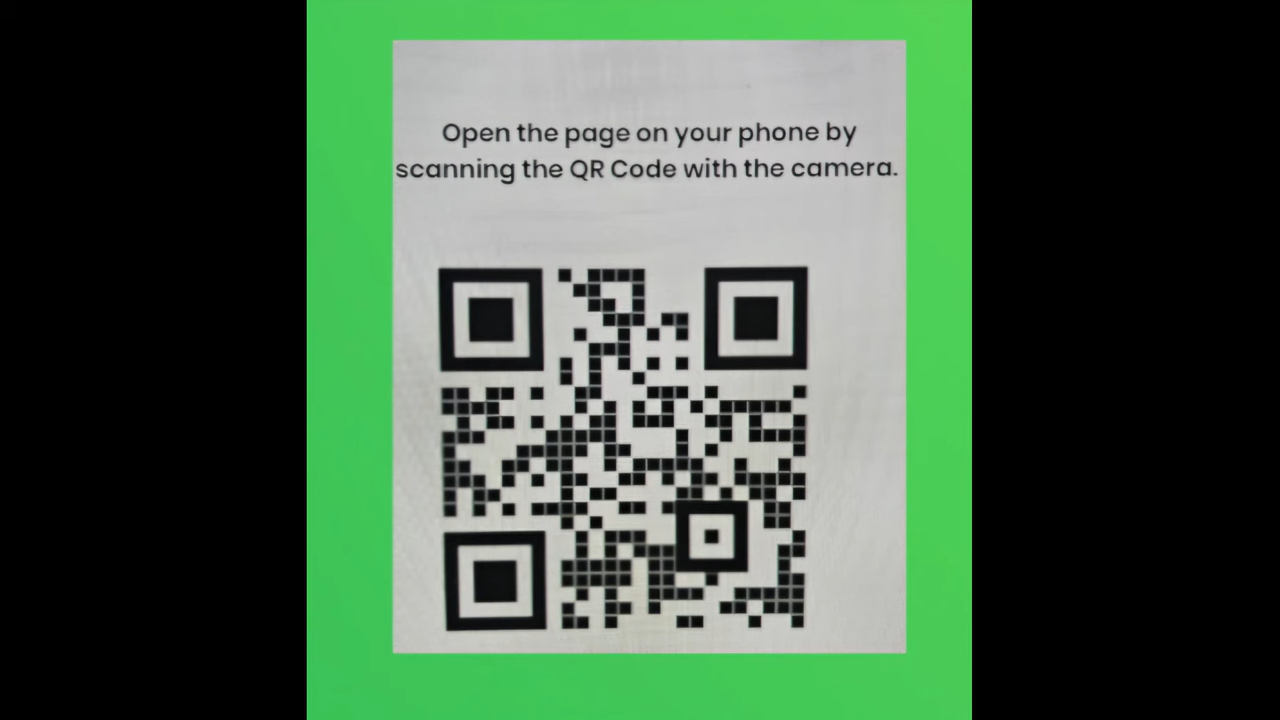 Open the page on your phone by
scanning the QR Code with the camera.